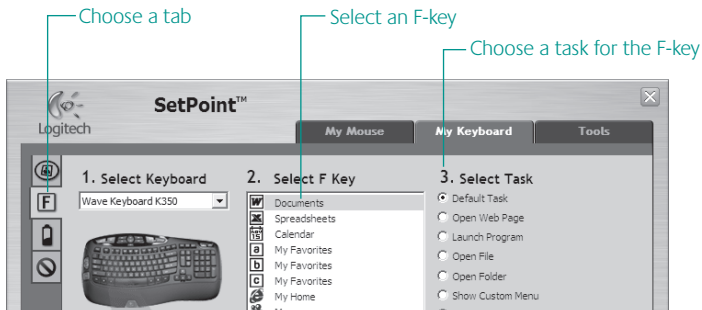 Choose a tab
Select an F-key
Choose a task for the F-key
SetPoint™
Logitech
My Mouse
My Keyboard
Tools
1. Select Keyboard
Wave Keyboard K350
2. Select F Key
Documents
Spreadsheets
Calendar
My Favorites
My Favorites
My Favorites
My Home
3. Select Task
Default Task
Open Web Page
Launch Program
Open File
Open Folder
Show Custom Menu